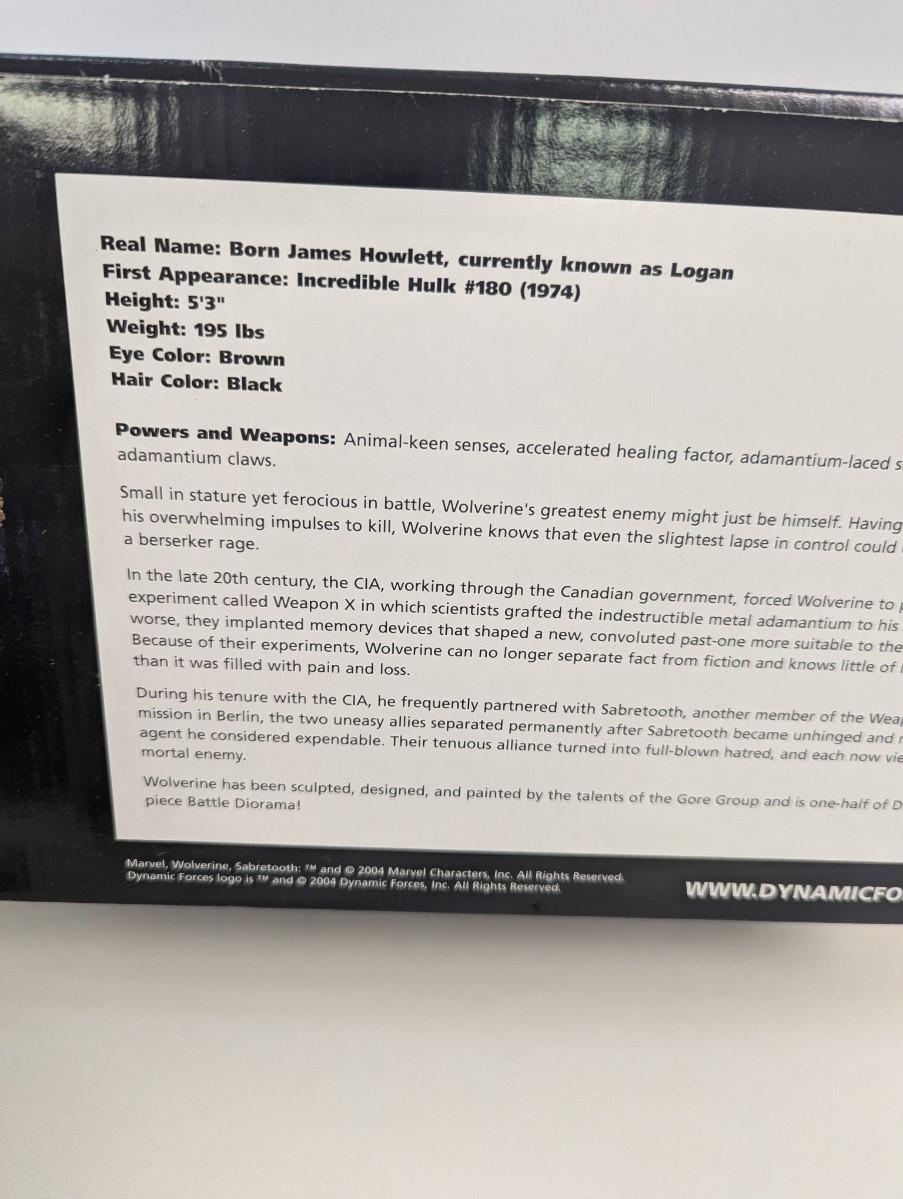 Real Name: Born James Howlett, currently known as Logan
First Appearance: Incredible Hulk #180 (1974)
Height: 5'3"
Weight: 195 lbs
Eye Color: Brown
Hair Color: Black
Powers and Weapons: Animal-keen senses, accelerated healing factor, adamantium-laced
adamantium claws.
Small in stature yet ferocious in battle, Wolverine's greatest enemy might just be himself. Having
his overwhelming impulses to kill, Wolverine knows that even the slightest lapse in control could
a berserker rage.
In the late 20th century, the CIA, working through the Canadian government, forced Wolverine to
experiment called Weapon X in which scientists grafted the indestructible metal adamantium to his
worse, they implanted memory devices that shaped a new, convoluted past-one more suitable to the
Because of their experiments, Wolverine can no longer separate fact from fiction and knows little of
than it was filled with pain and loss.
During his tenure with the CIA, he frequently partnered with Sabretooth, another member of the
mission in Berlin, the two uneasy allies separated permanently after Sabretooth became unhinged and
agent he considered expendable. Their tenuous alliance turned into full-blown hatred, and each now
mortal enemy.
Wolverine has been sculpted, designed, and painted by the talents of the Gore Group and is one-half of
piece Battle Diorama!
Marvel, Wolverine, Sabretooth: ™ and © 2004 Marvel Characters, Inc. All Rights Reserved.
Dynamic Forces logo is ™ and © 2004 Dynamic Forces, Inc. All Rights Reserved.
WWW.DYNAMICFO